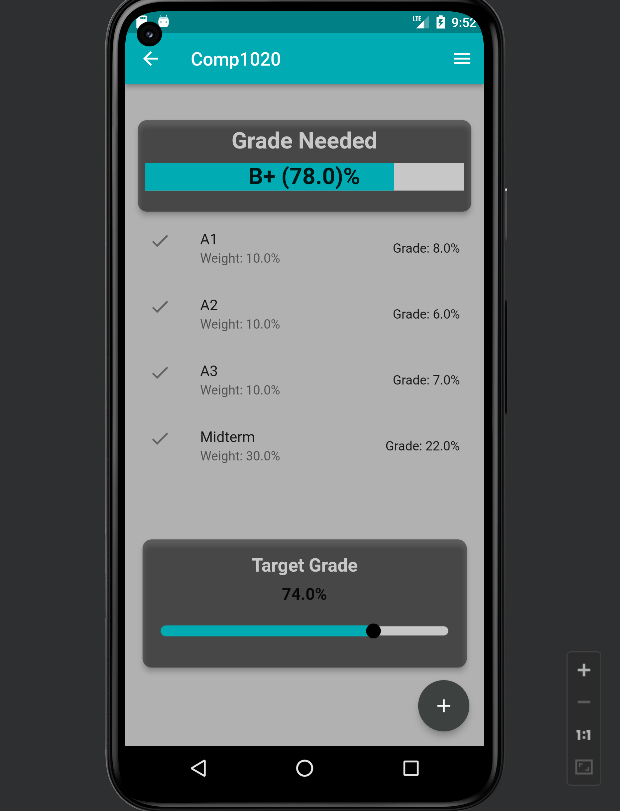 LTE 9:52
Comp1020
Grade Needed
B+ (78.0)%
A1
Weight: 10.0%
Grade: 8.0%
A2
Weight: 10.0%
Grade: 6.0%
A3
Weight: 10.0%
Grade: 7.0%
Midterm
Weight: 30.0%
Grade: 22.0%
Target Grade
74.0%
+
+
1:1